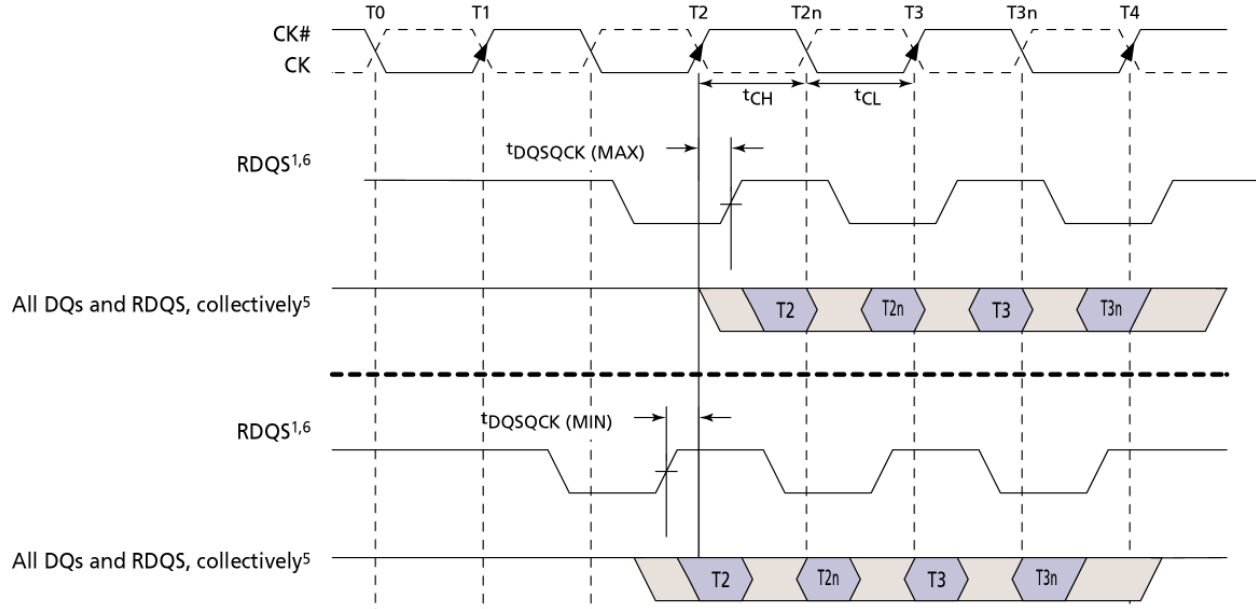 T0 T1 T2 T2n T3 T3n T4
CK#
CK
tCH tCL
tDQSQCK (MAX)
RDQS1,6
All DQs and RDQS, collectively5
T2 T2n T3 T3n
tDQSQCK (MIN)
RDQS1,6
All DQs and RDQS, collectively5
T2 T2n T3 T3n